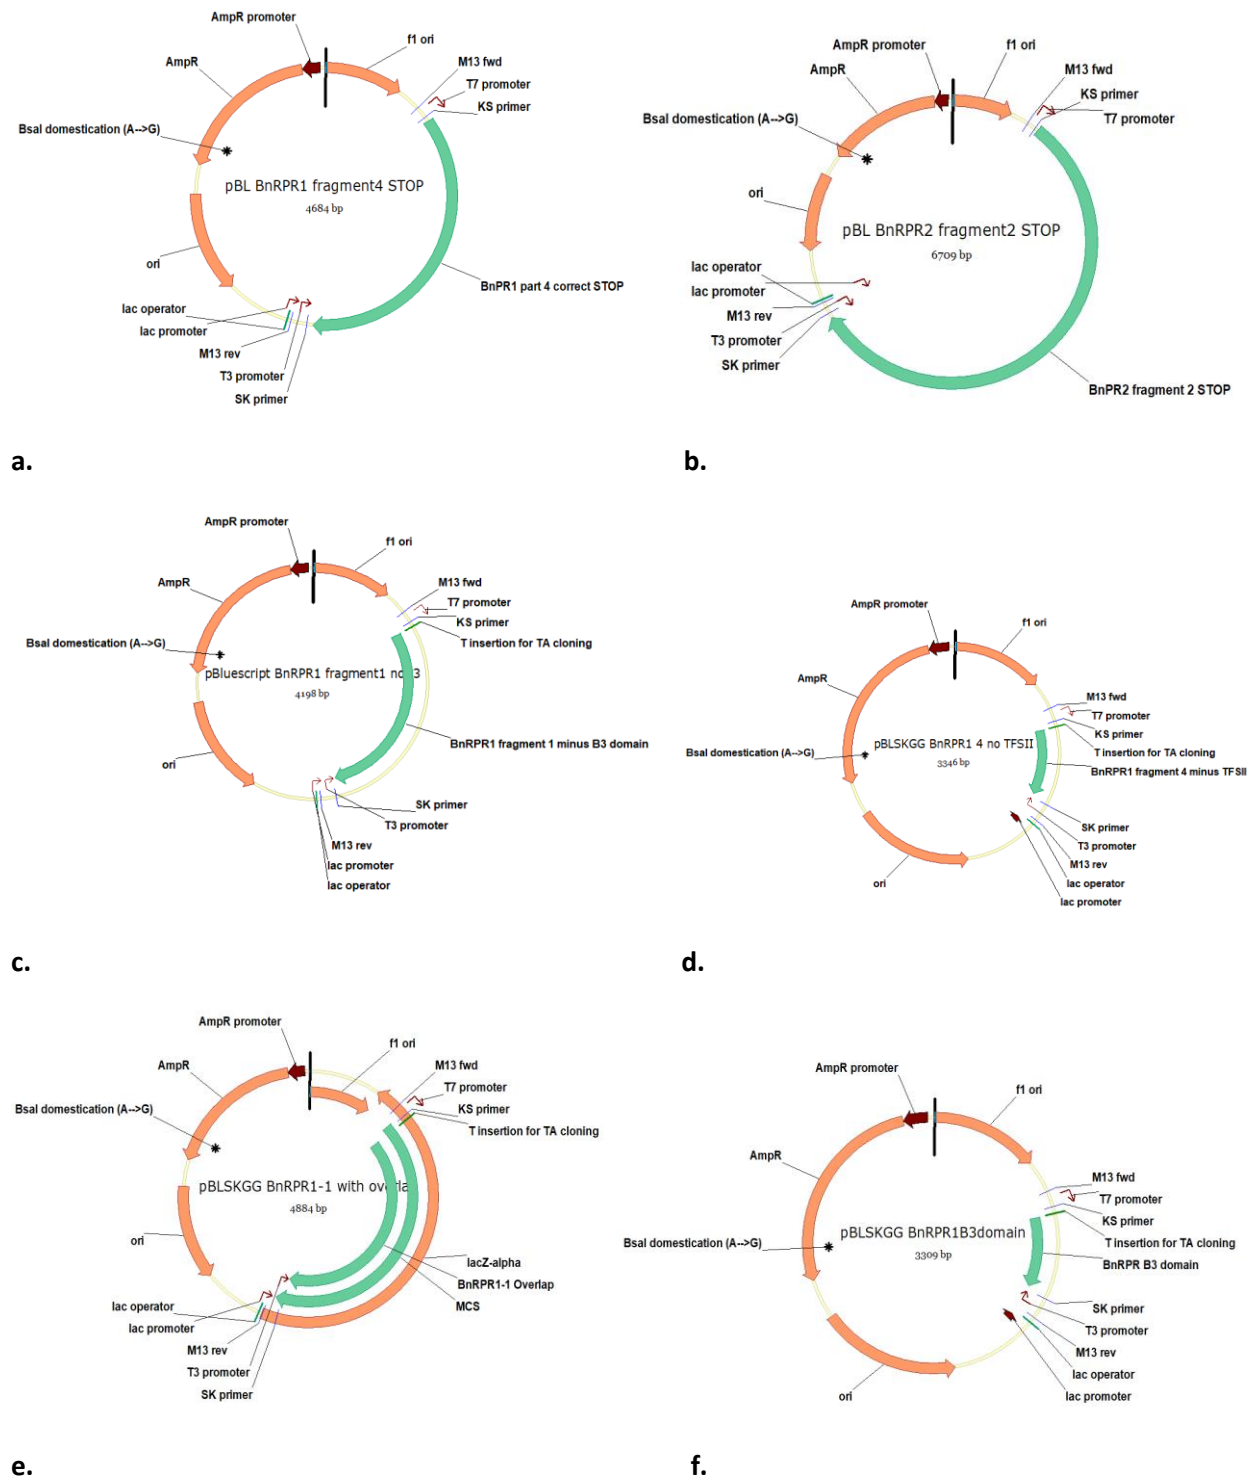 AmpR promoter
f1 ori
AmpR
M13 fwd
T7 promoter
KS primer
BsaI domestication (A-->G)
pBL BnRPR1 fragment4 STOP
4684 bp
ori
BnPR1 part 4 correct STOP
lac operator
lac promoter
M13 rev
T3 promoter
SK primer
a.
AmpR promoter
f1 ori
AmpR
M13 fwd
KS primer
T7 promoter
BsaI domestication (A-->G)
ori
pBL BnRPR2 fragment2 STOP
6709 bp
lac operator
lac promoter
M13 rev
T3 promoter
SK primer
BnPR2 fragment 2 STOP
b.
AmpR promoter
f1 ori
AmpR
M13 fwd
T7 promoter
KS primer
T insertion for TA cloning
BsaI domestication (A-->G)
pBluescript BnRPR1 fragment1 no 3
4198 bp
BnRPR1 fragment 1 minus B3 domain
ori
SK primer
T3 promoter
M13 rev
lac promoter
lac operator
c.
AmpR promoter
f1 ori
AmpR
M13 fwd
T7 promoter
KS primer
T insertion for TA cloning
BsaI domestication (A-->G)
pBLSKGG BnRPR1 4 no TFSII
3346 bp
BnRPR1 fragment 4 minus TFSII
SK primer
T3 promoter
M13 rev
ori
lac operator
lac promoter
d.
AmpR promoter
f1 ori
AmpR
M13 fwd
T7 promoter
KS primer
T insertion for TA cloning
BsaI domestication (A-->G)
pBLSKGG BnRPR1-1 with overla
4884 bp
ori
lacZ-alpha
BnRPR1-1 Overlap
MCS
lac operator
lac promoter
M13 rev
T3 promoter
SK primer
e.
AmpR promoter
f1 ori
AmpR
M13 fwd
T7 promoter
KS primer
T insertion for TA cloning
BsaI domestication (A-->G)
pBLSKGG BnRPR1B3domain
3309 bp
BnRPR B3 domain
SK primer
T3 promoter
M13 rev
lac operator
lac promoter
ori
f.